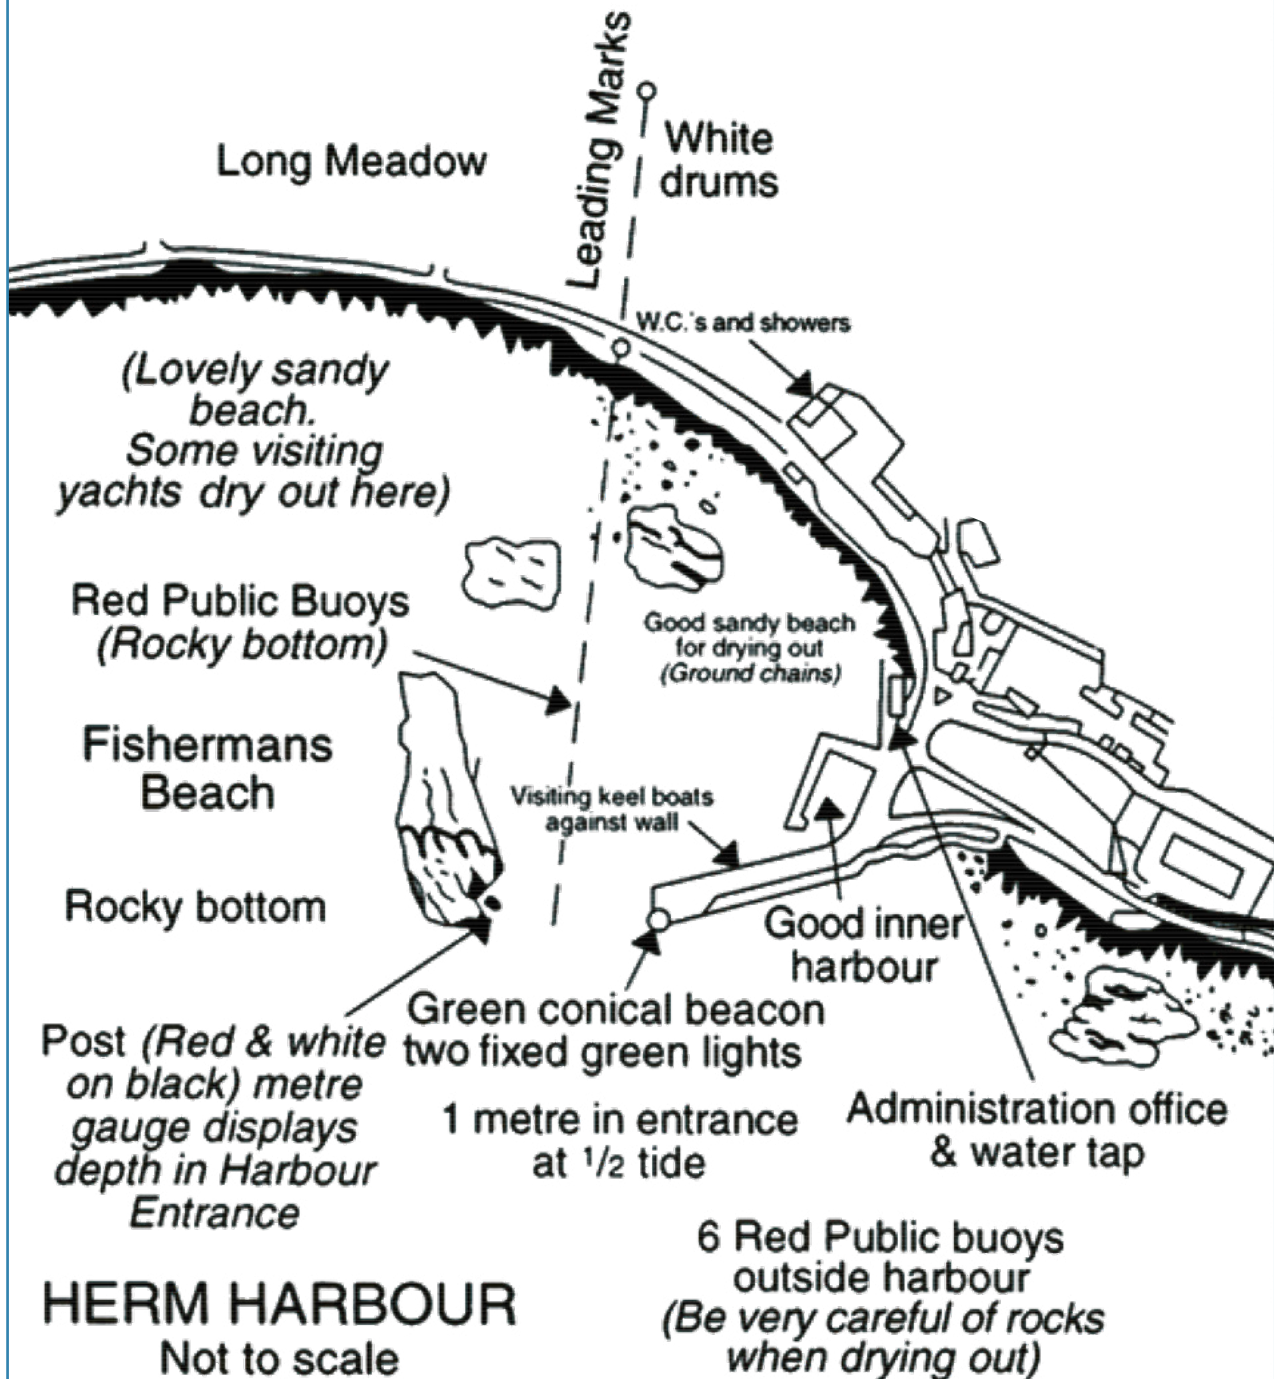 Leading Marks
White
drums
Long Meadow
W.C.'s and showers
(Lovely sandy
beach.
Some visiting
yachts dry out here)
Red Public Buoys
(Rocky bottom)
Good sandy beach
for drying out
(Ground chains)
Fishermans
Beach
Visiting keel boats
against wall
Rocky bottom
Good inner
harbour
Green conical beacon
two fixed green lights
Post (Red & white
on black) metre
gauge displays
depth in Harbour
Entrance
1 metre in entrance
at 1/2 tide
Administration office
& water tap
6 Red Public buoys
outside harbour
(Be very careful of rocks
when drying out)
HERM HARBOUR
Not to scale